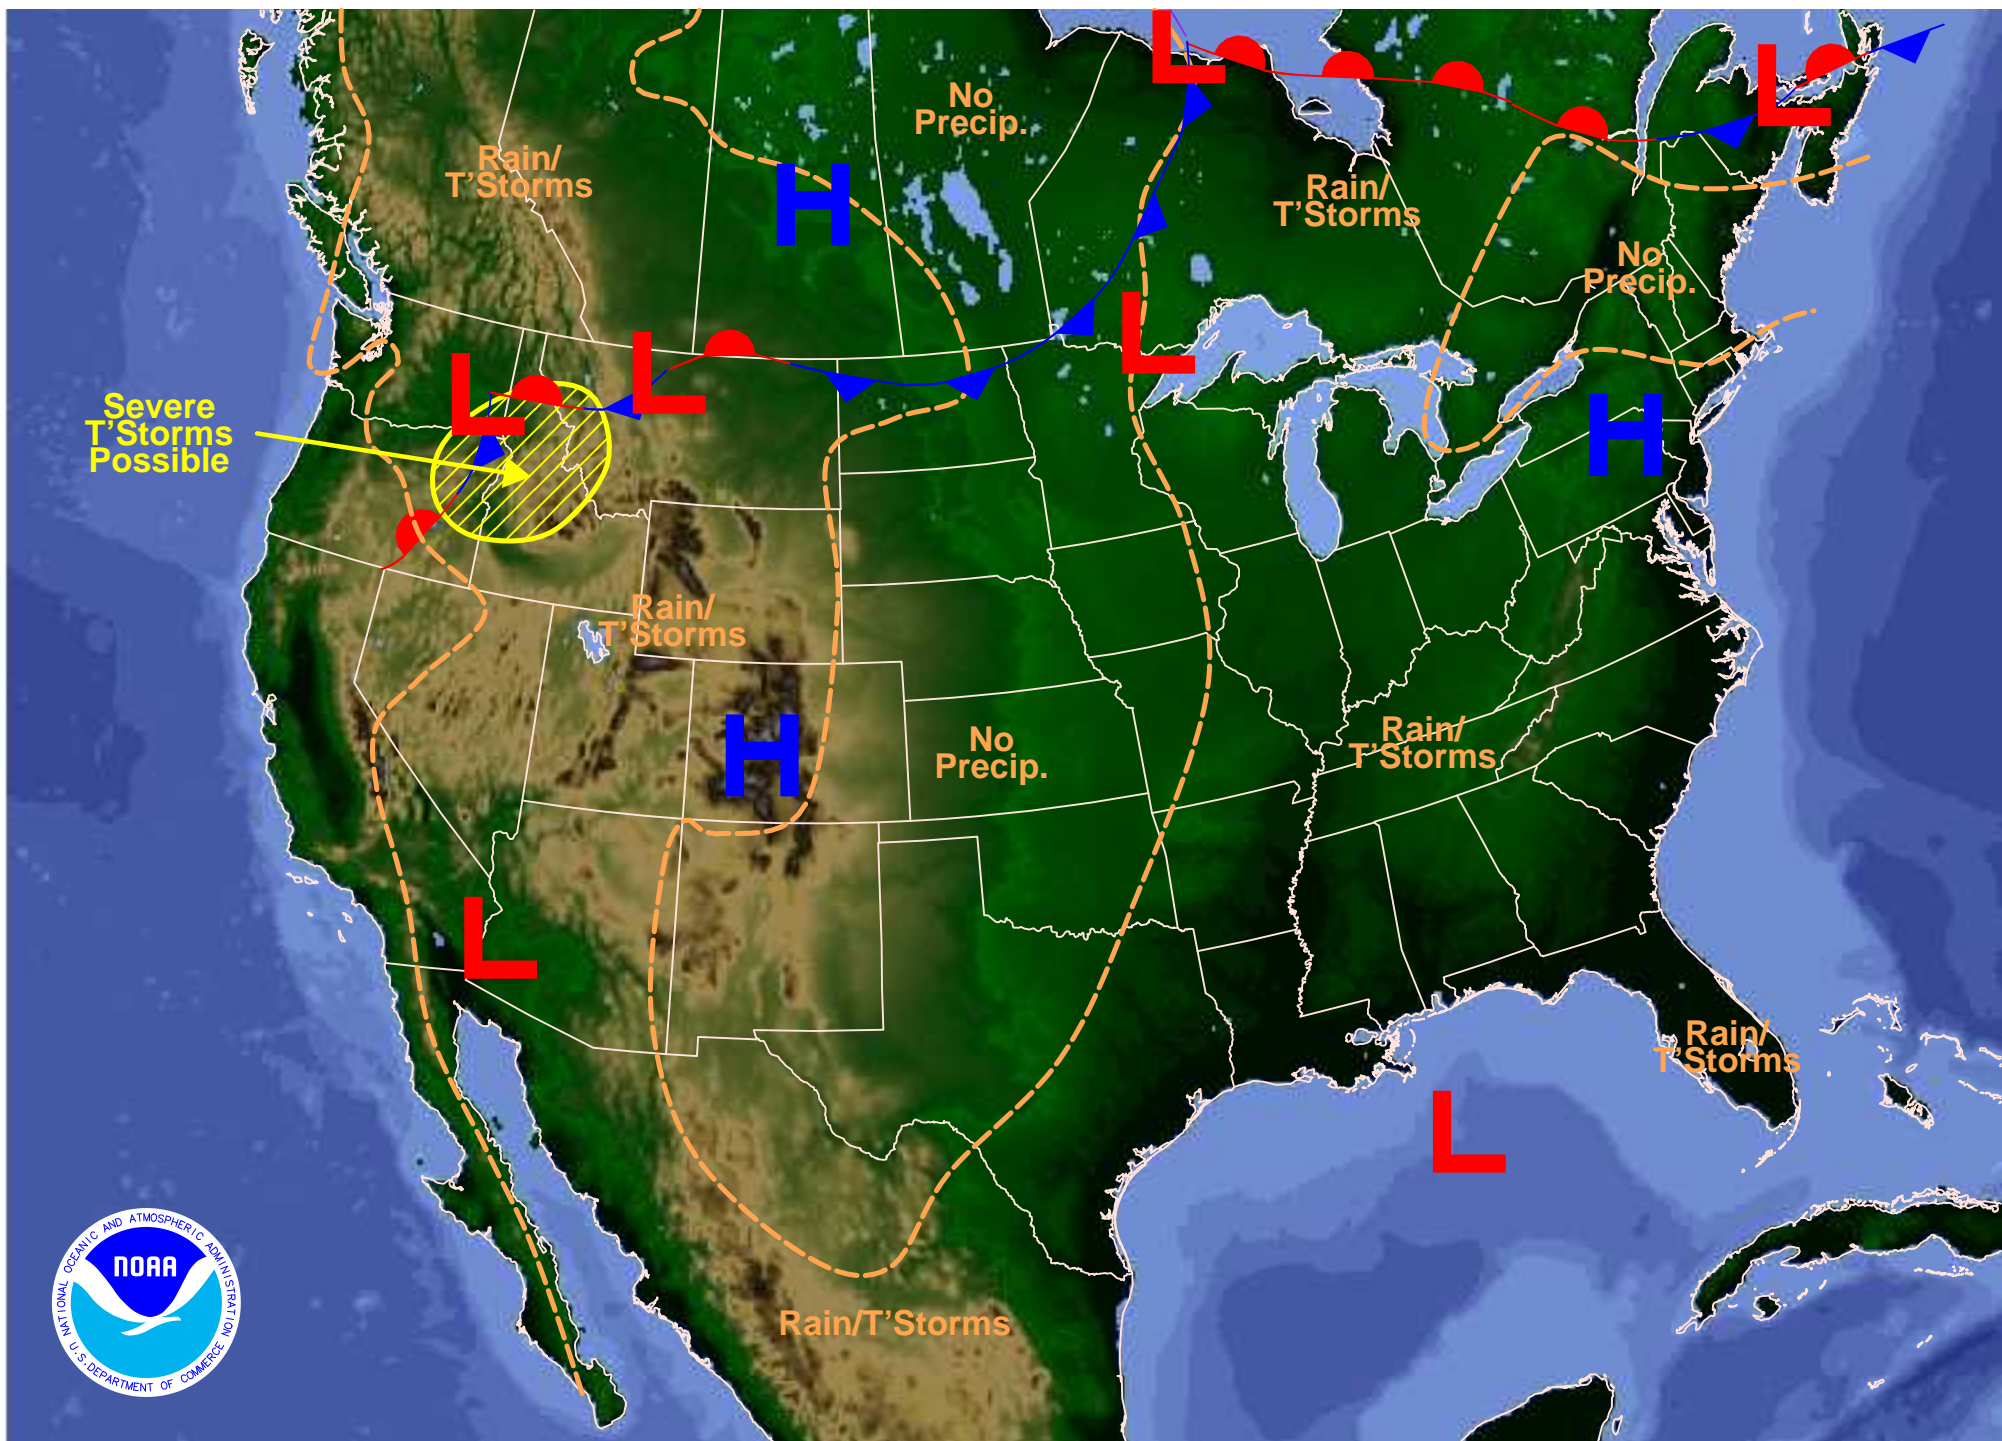 No
Precip.
Rain/
T'Storms
Rain/
T'Storms
No
Precip.
H
L
L
L
L
L
H
Severe
T'Storms
Possible
Rain/
T'Storms
H
No
Precip.
Rain/
T'Storms
L
Rain/
T'Storms
L
Rain/T'Storms
NATIONAL OCEANIC AND ATMOSPHERIC ADMINISTRATION
NOAA
U.S. DEPARTMENT OF COMMERCE